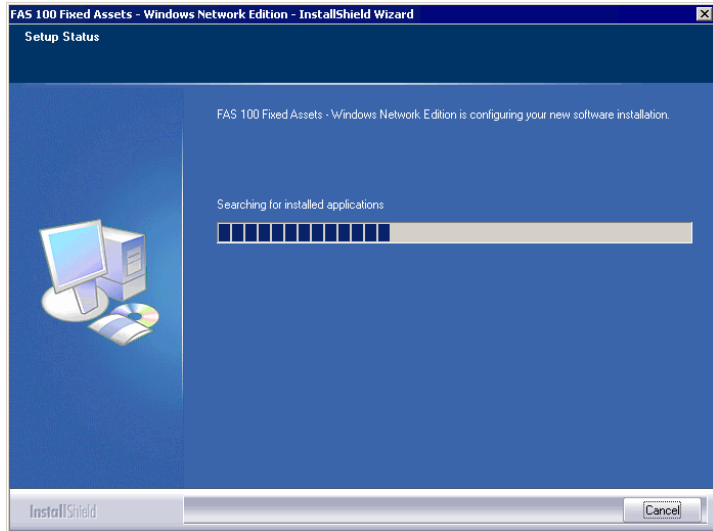 FAS 100 Fixed Assets - Windows Network Edition - InstallShield Wizard
Setup Status
FAS 100 Fixed Assets - Windows Network Edition is configuring your new software installation.
Searching for installed applications
InstallShield
Cancel